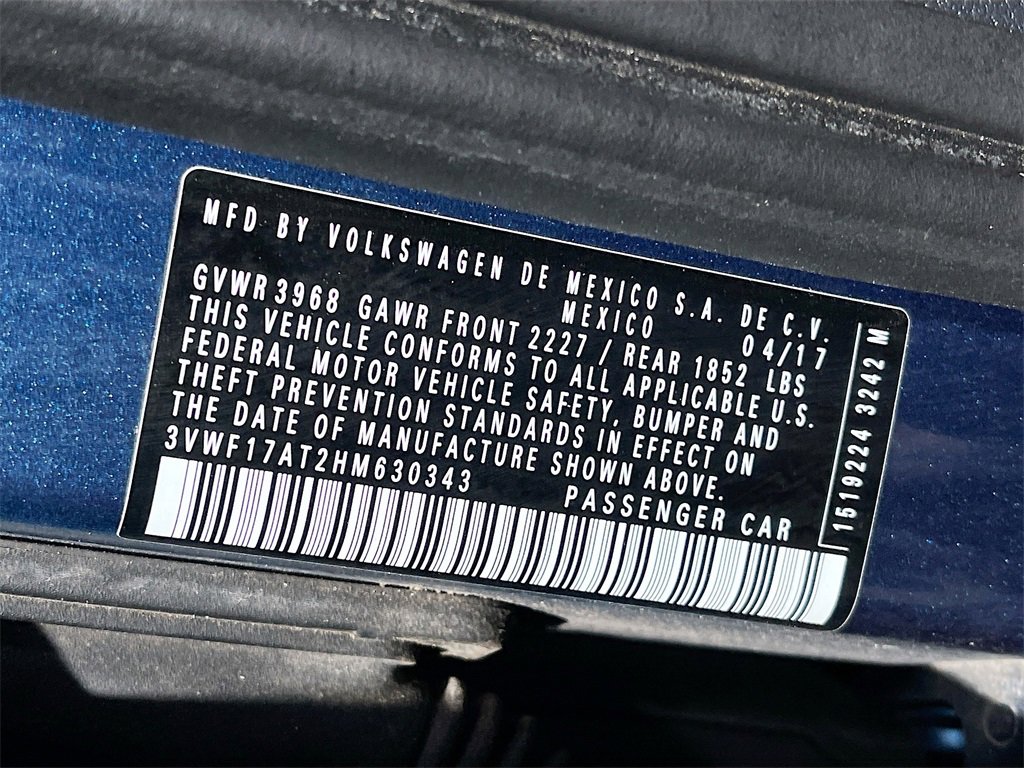 MFD BY VOLKSWAGEN DE MEXICO S.A. DE C.V.
MEXICO 04/17
GVWR 3968 GAWR FRONT 2227 / REAR 1852 LBS
THIS VEHICLE CONFORMS TO ALL APPLICABLE U.S.
FEDERAL MOTOR VEHICLE SAFETY, BUMPER AND
THEFT PREVENTION STANDARDS IN EFFECT ON
THE DATE OF MANUFACTURE SHOWN ABOVE.
3VWF17AT2HM630343 PASSENGER CAR
1519224 3242 M